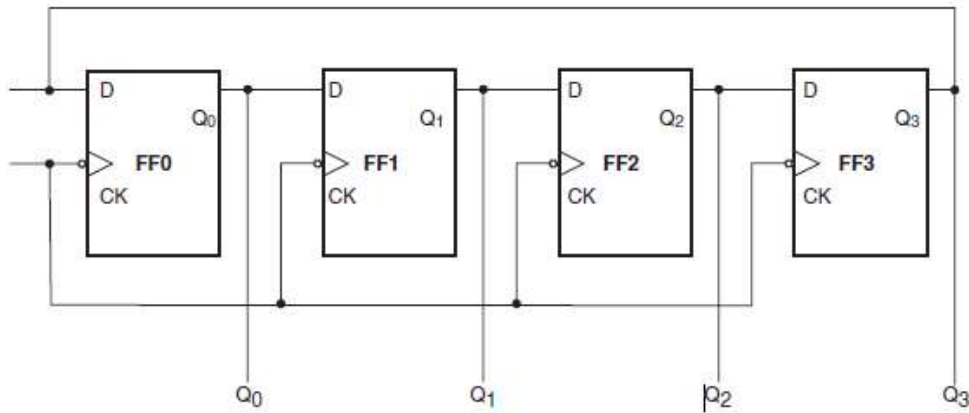 D D D D
Q0 Q1 Q2 Q3
FF0 FF1 FF2 FF3
CK CK CK CK
Q0 Q1 Q2 Q3